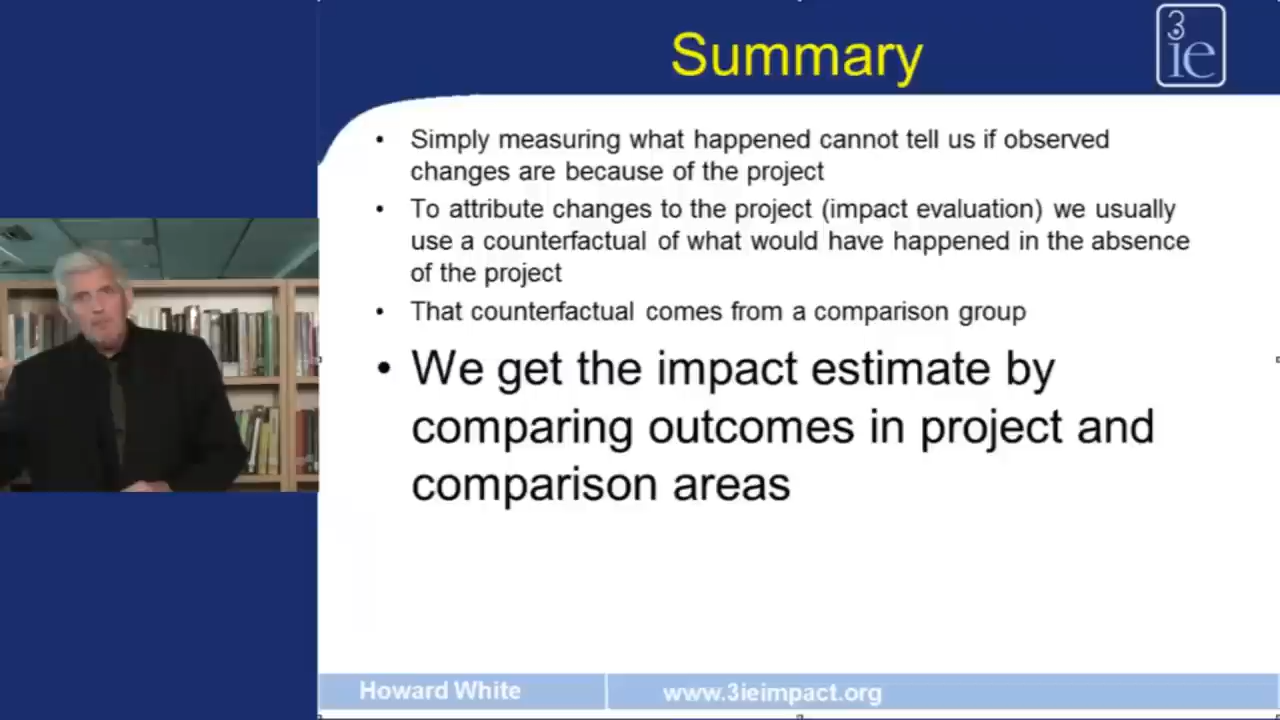 Summary
3
ie
• Simply measuring what happened cannot tell us if observed
changes are because of the project
• To attribute changes to the project (impact evaluation) we usually
use a counterfactual of what would have happened in the absence
of the project
• That counterfactual comes from a comparison group
• We get the impact estimate by
comparing outcomes in project and
comparison areas
Howard White
www.3ieimpact.org